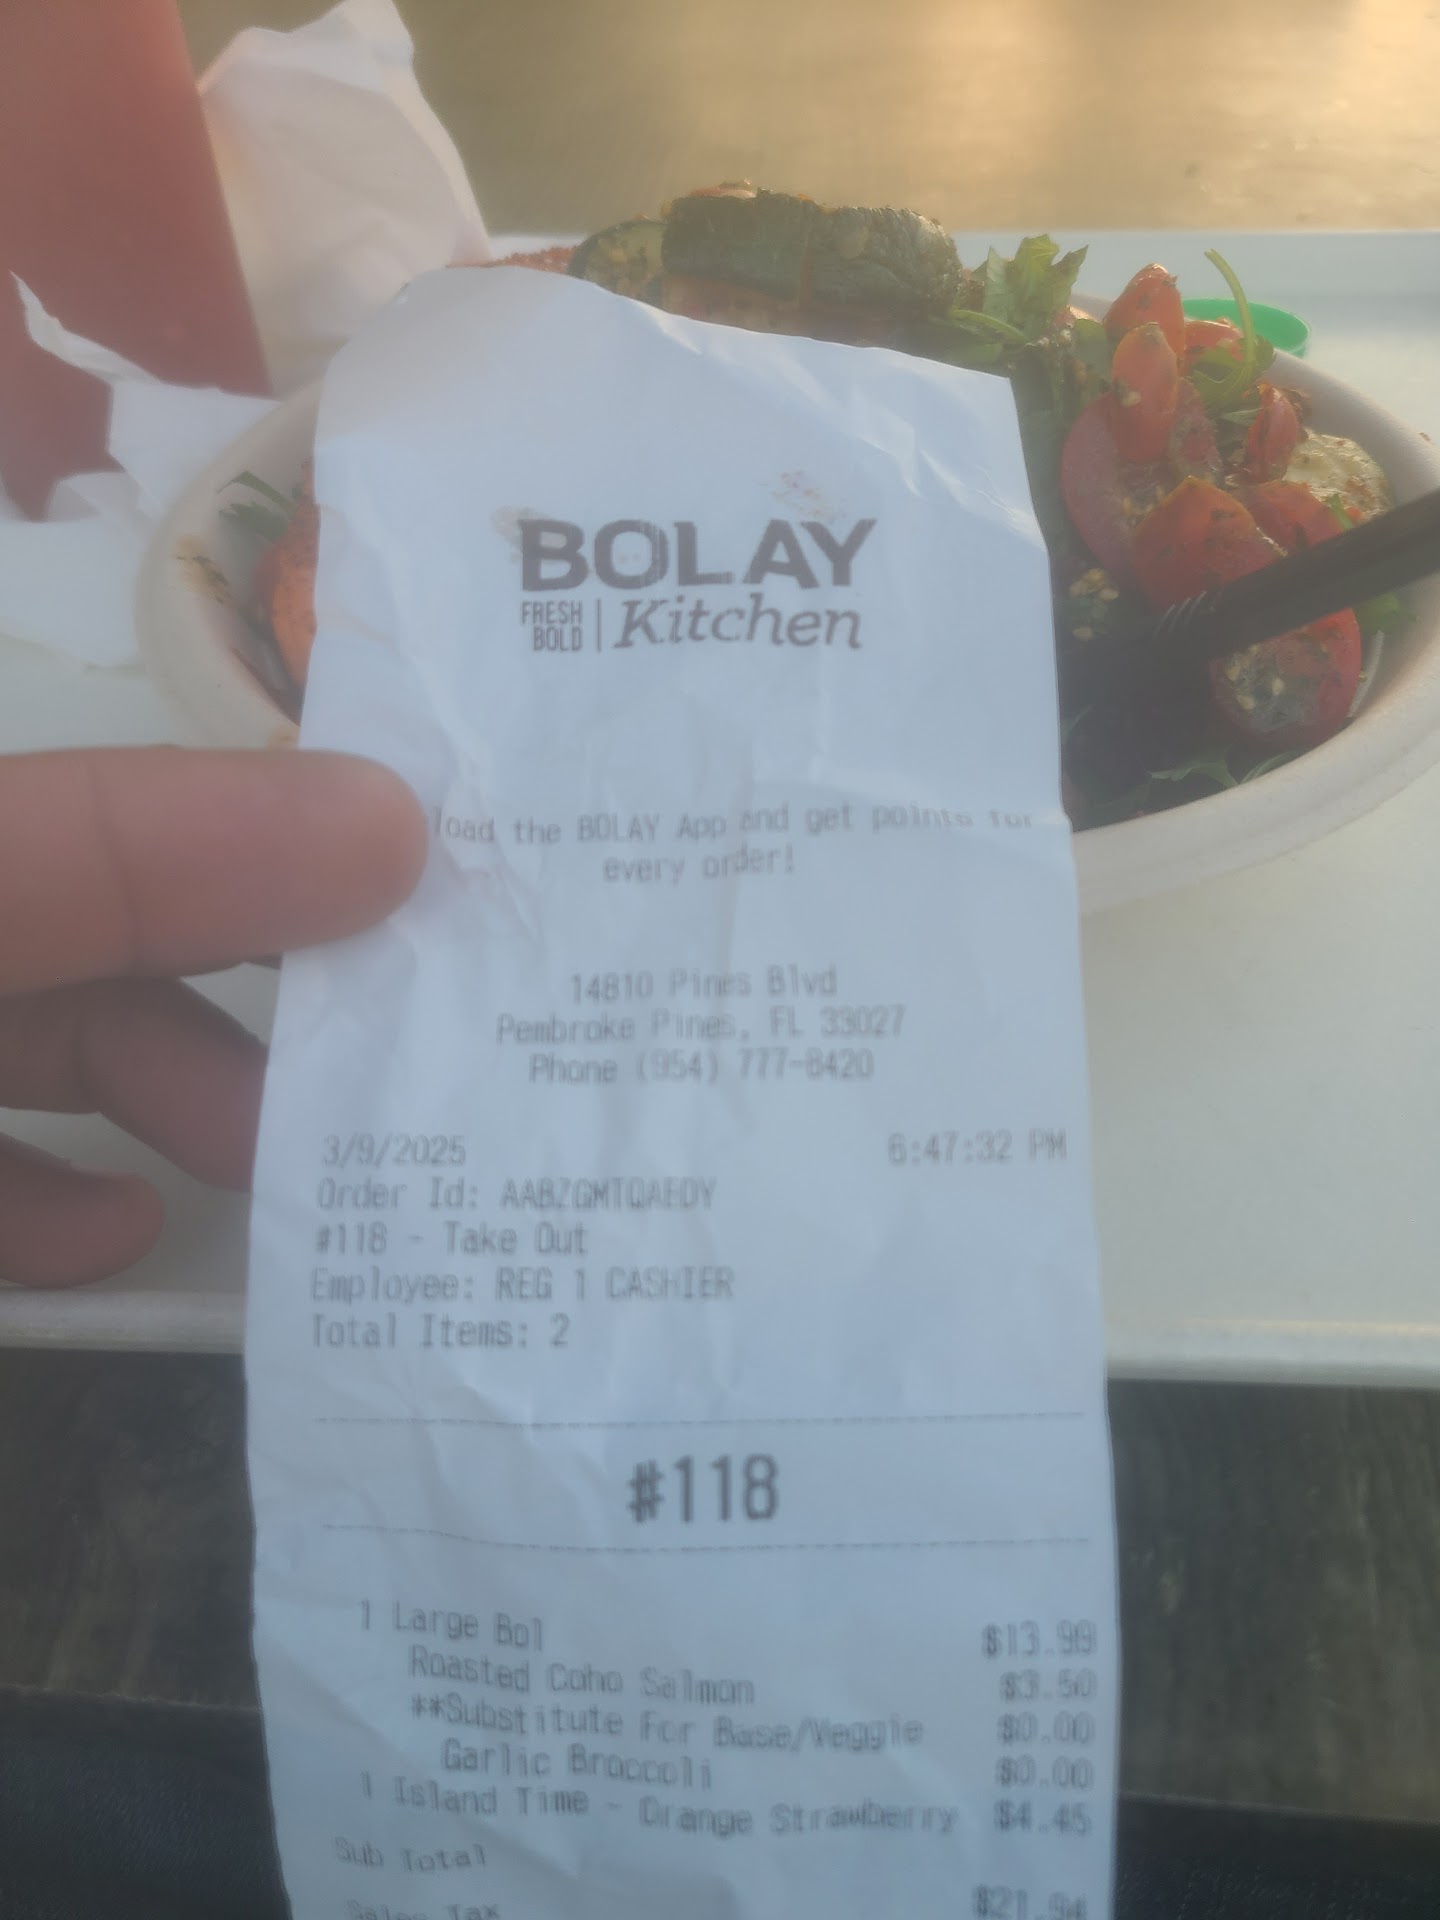 BOLAY
FRESH BOLD | Kitchen
load the BOLAY App and get points for
every order!
14810 Pines Blvd
Pembroke Pines, FL 33027
Phone (954) 777-8420
3/9/2025 6:47:32 PM
Order Id: AABZGMTQAEDY
#118 - Take Out
Employee: REG 1 CASHIER
Total Items: 2
#118
1 Large Bol $13.99
Roasted Coho Salmon $3.50
**Substitute For Base/Veggie $0.00
Garlic Broccoli $0.00
1 Island Time - Orange Strawberry $4.45
Sub Total $21.94
Sales Tax